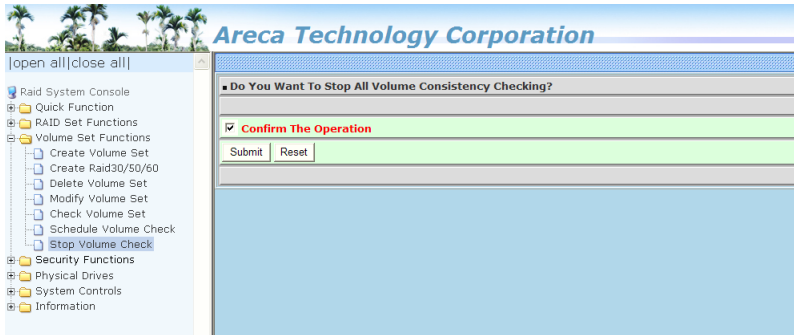 Areca Technology Corporation
|open all|close all|
Raid System Console
Quick Function
RAID Set Functions
Volume Set Functions
Create Volume Set
Create Raid30/50/60
Delete Volume Set
Modify Volume Set
Check Volume Set
Schedule Volume Check
Stop Volume Check
Security Functions
Physical Drives
System Controls
Information
Do You Want To Stop All Volume Consistency Checking?
Confirm The Operation
Submit Reset